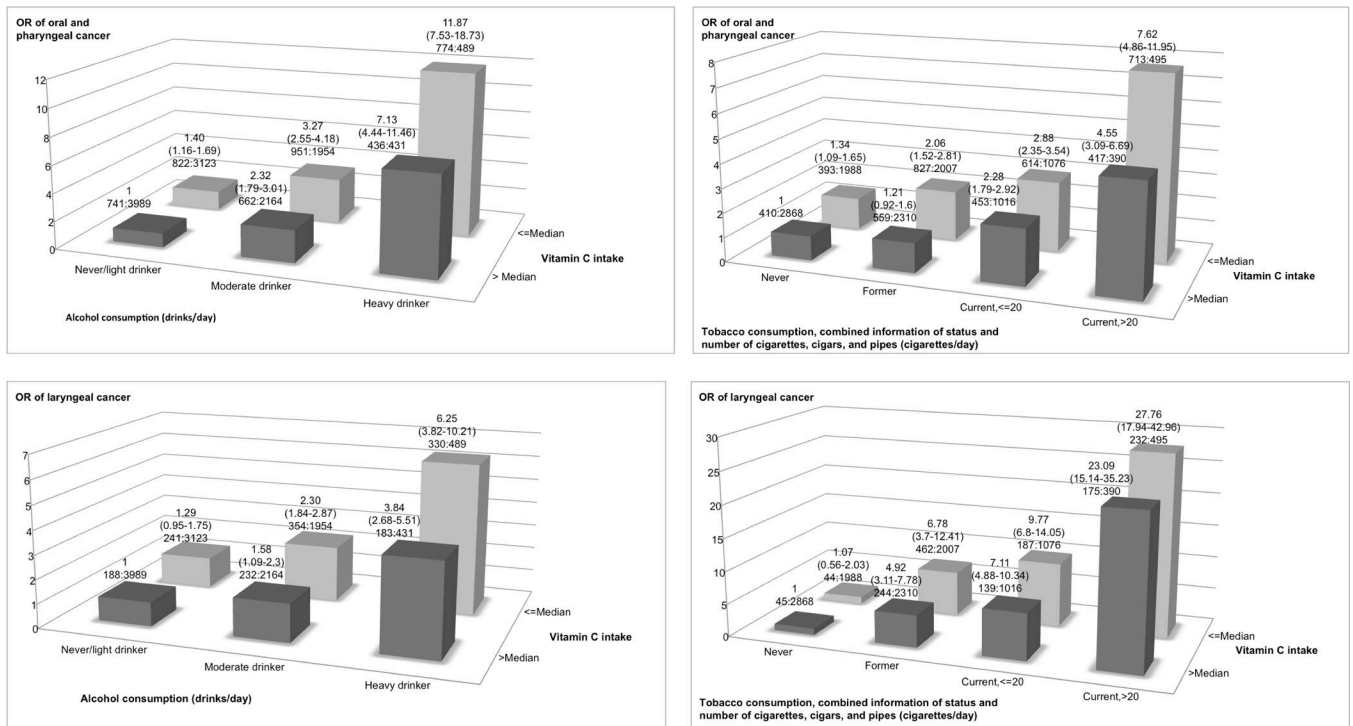 OR of oral and
pharyngeal cancer
12
10
8
6
4
2
0
1
741:3989
1.40
(1.16-1.69)
822:3123
2.32
(1.79-3.01)
662:2164
3.27
(2.55-4.18)
951:1954
7.13
(4.44-11.46)
436:431
11.87
(7.53-18.73)
774:489
Never/light drinker
Moderate drinker
Heavy drinker
<=Median
Vitamin C intake
> Median
Alcohol consumption (drinks/day)
OR of oral and
pharyngeal cancer
8
7
6
5
4
3
2
1
0
1
410:2868
1.34
(1.09-1.65)
393:1988
1.21
(0.92-1.6)
559:2310
2.06
(1.52-2.81)
827:2007
2.28
(1.79-2.92)
453:1016
2.88
(2.35-3.54)
614:1076
4.55
(3.09-6.69)
417:390
7.62
(4.86-11.95)
713:495
Never
Former
Current,<=20
Current,>20
<=Median
Vitamin C intake
>Median
Tobacco consumption, combined information of status and
number of cigarettes, cigars, and pipes (cigarettes/day)
OR of laryngeal cancer
7
6
5
4
3
2
1
0
1
188:3989
1.29
(0.95-1.75)
241:3123
1.58
(1.09-2.3)
232:2164
2.30
(1.84-2.87)
354:1954
3.84
(2.68-5.51)
183:431
6.25
(3.82-10.21)
330:489
Never/light drinker
Moderate drinker
Heavy drinker
<=Median
Vitamin C intake
>Median
Alcohol consumption (drinks/day)
OR of laryngeal cancer
30
25
20
15
10
5
0
1
45:2868
1.07
(0.56-2.03)
44:1988
4.92
(3.11-7.78)
244:2310
6.78
(3.7-12.41)
462:2007
7.11
(4.88-10.34)
139:1016
9.77
(6.8-14.05)
187:1076
23.09
(15.14-35.23)
175:390
27.76
(17.94-42.96)
232:495
Never
Former
Current,<=20
Current,>20
<=Median
Vitamin C intake
>Median
Tobacco consumption, combined information of status and
number of cigarettes, cigars, and pipes (cigarettes/day)